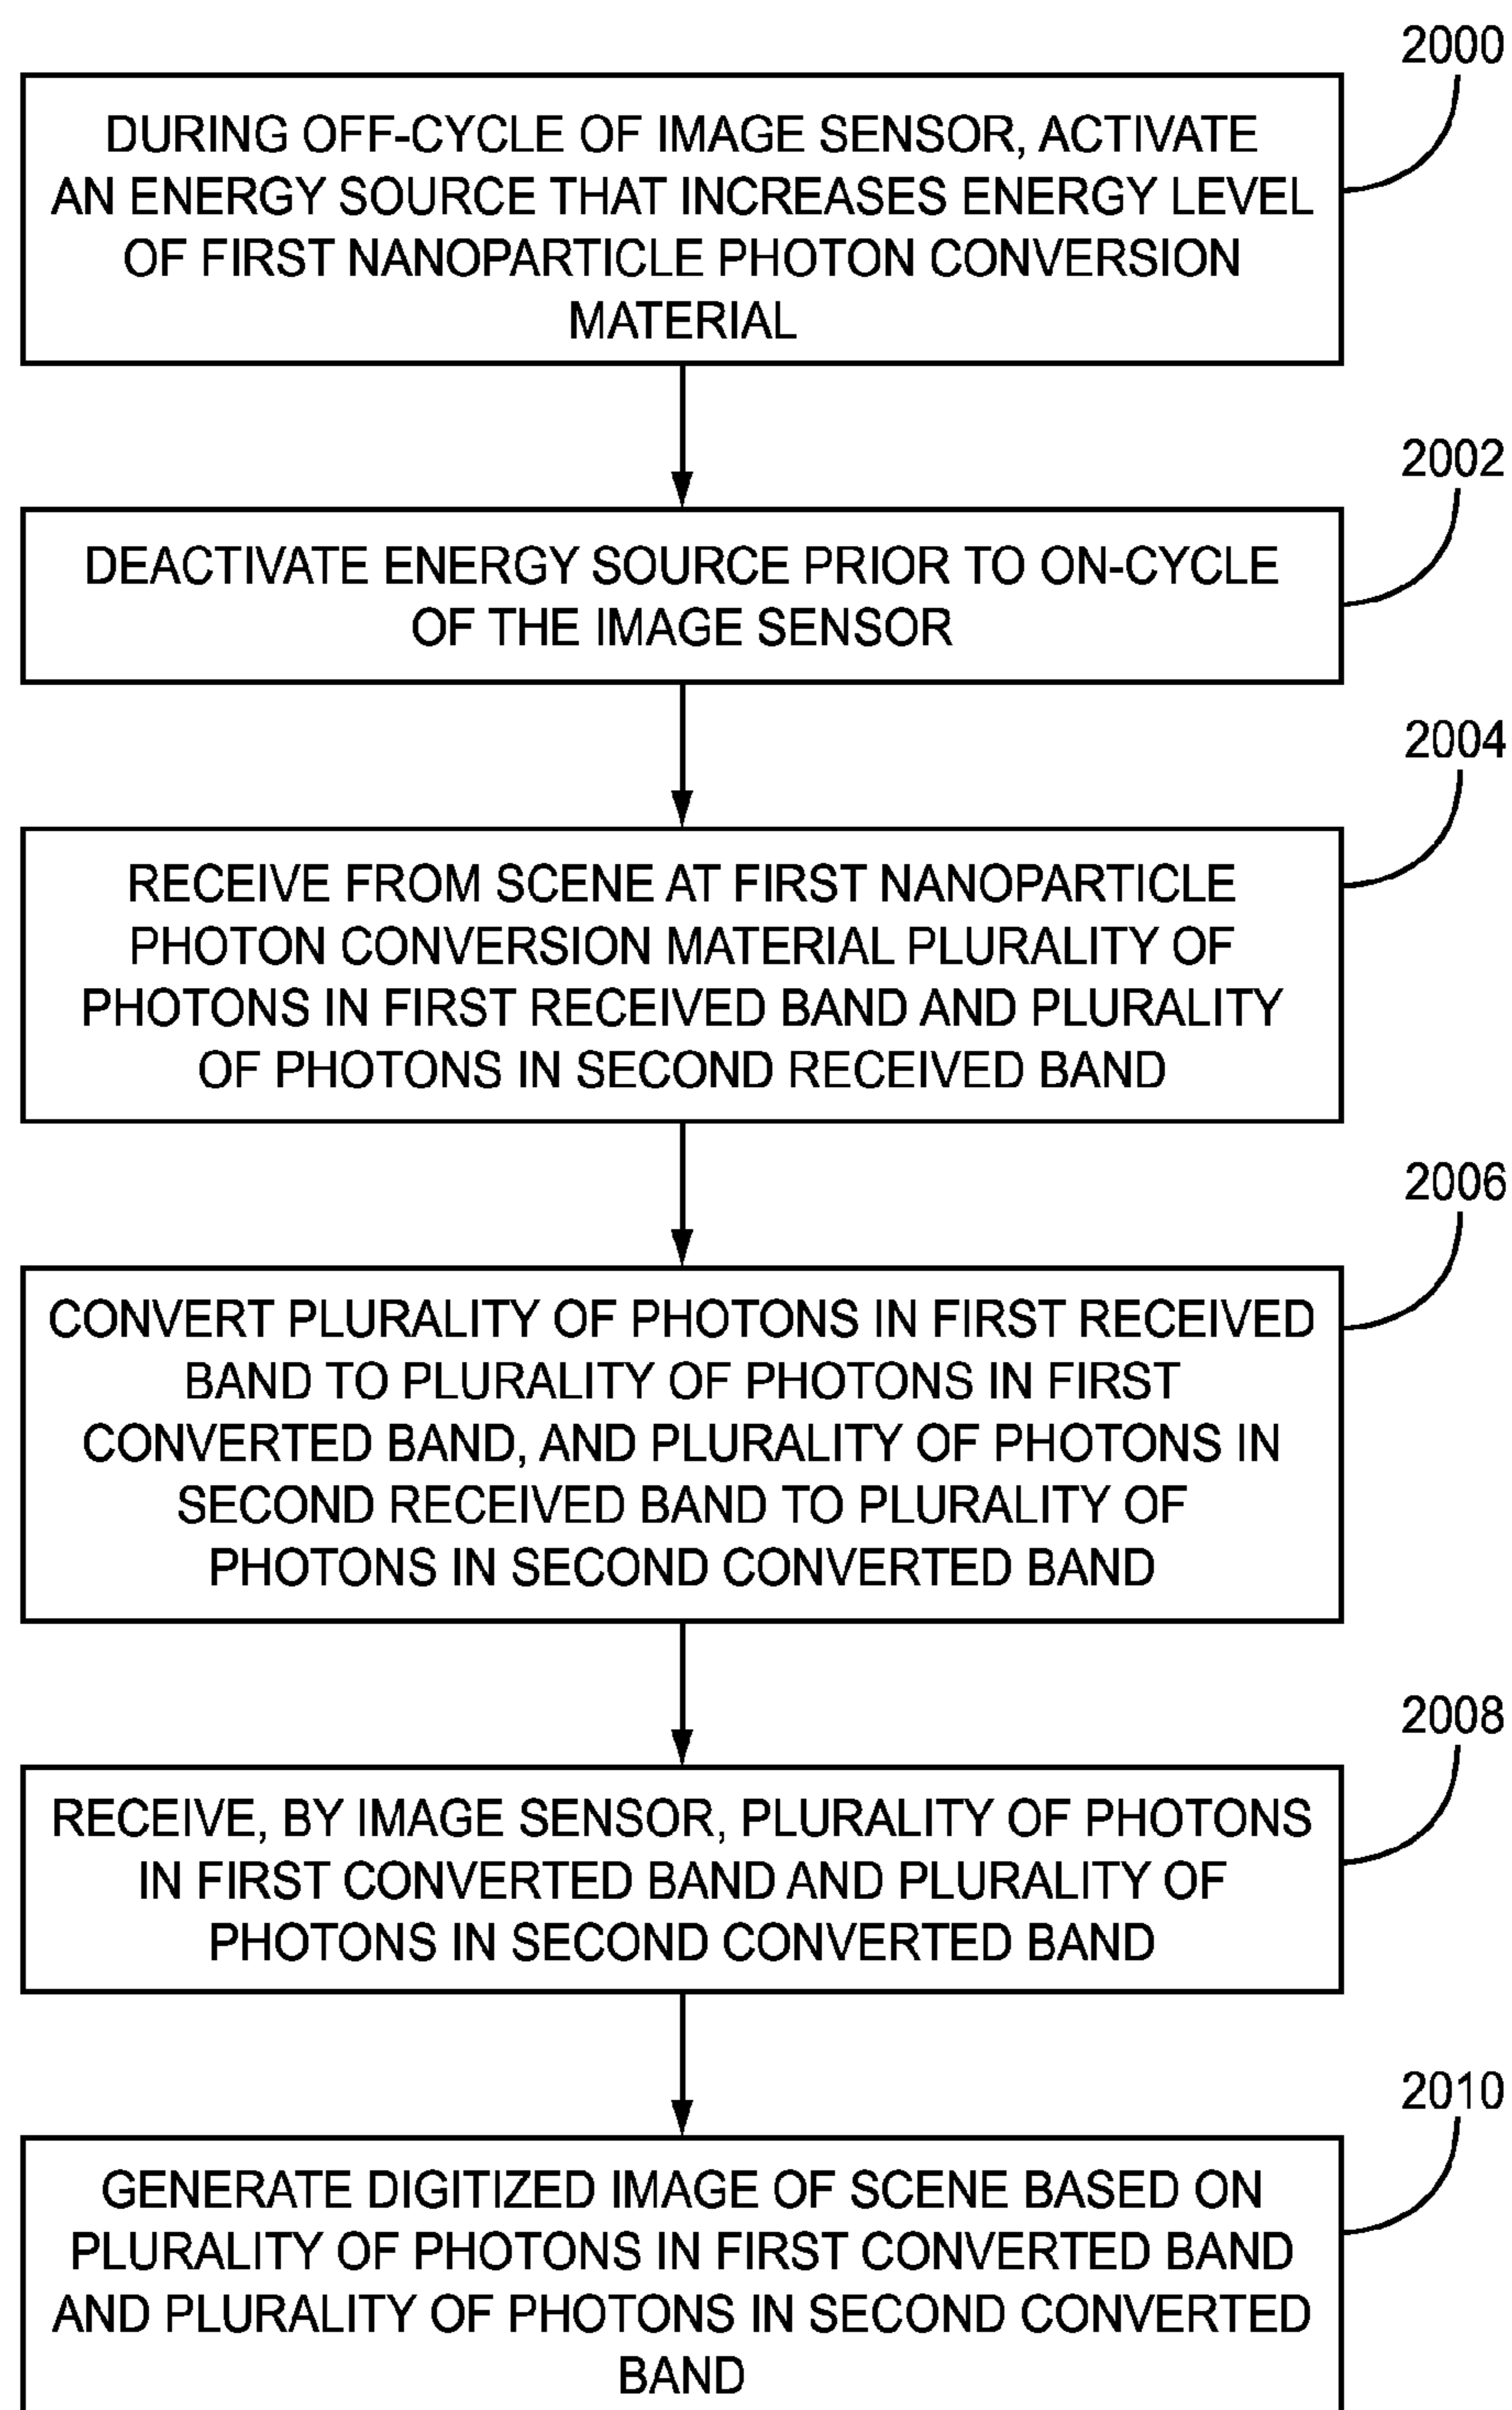 2000
DURING OFF-CYCLE OF IMAGE SENSOR, ACTIVATE
AN ENERGY SOURCE THAT INCREASES ENERGY LEVEL
OF FIRST NANOPARTICLE PHOTON CONVERSION
MATERIAL
2002
DEACTIVATE ENERGY SOURCE PRIOR TO ON-CYCLE
OF THE IMAGE SENSOR
2004
RECEIVE FROM SCENE AT FIRST NANOPARTICLE
PHOTON CONVERSION MATERIAL PLURALITY OF
PHOTONS IN FIRST RECEIVED BAND AND PLURALITY
OF PHOTONS IN SECOND RECEIVED BAND
2006
CONVERT PLURALITY OF PHOTONS IN FIRST RECEIVED
BAND TO PLURALITY OF PHOTONS IN FIRST
CONVERTED BAND, AND PLURALITY OF PHOTONS IN
SECOND RECEIVED BAND TO PLURALITY OF
PHOTONS IN SECOND CONVERTED BAND
2008
RECEIVE, BY IMAGE SENSOR, PLURALITY OF PHOTONS
IN FIRST CONVERTED BAND AND PLURALITY OF
PHOTONS IN SECOND CONVERTED BAND
2010
GENERATE DIGITIZED IMAGE OF SCENE BASED ON
PLURALITY OF PHOTONS IN FIRST CONVERTED BAND
AND PLURALITY OF PHOTONS IN SECOND CONVERTED
BAND